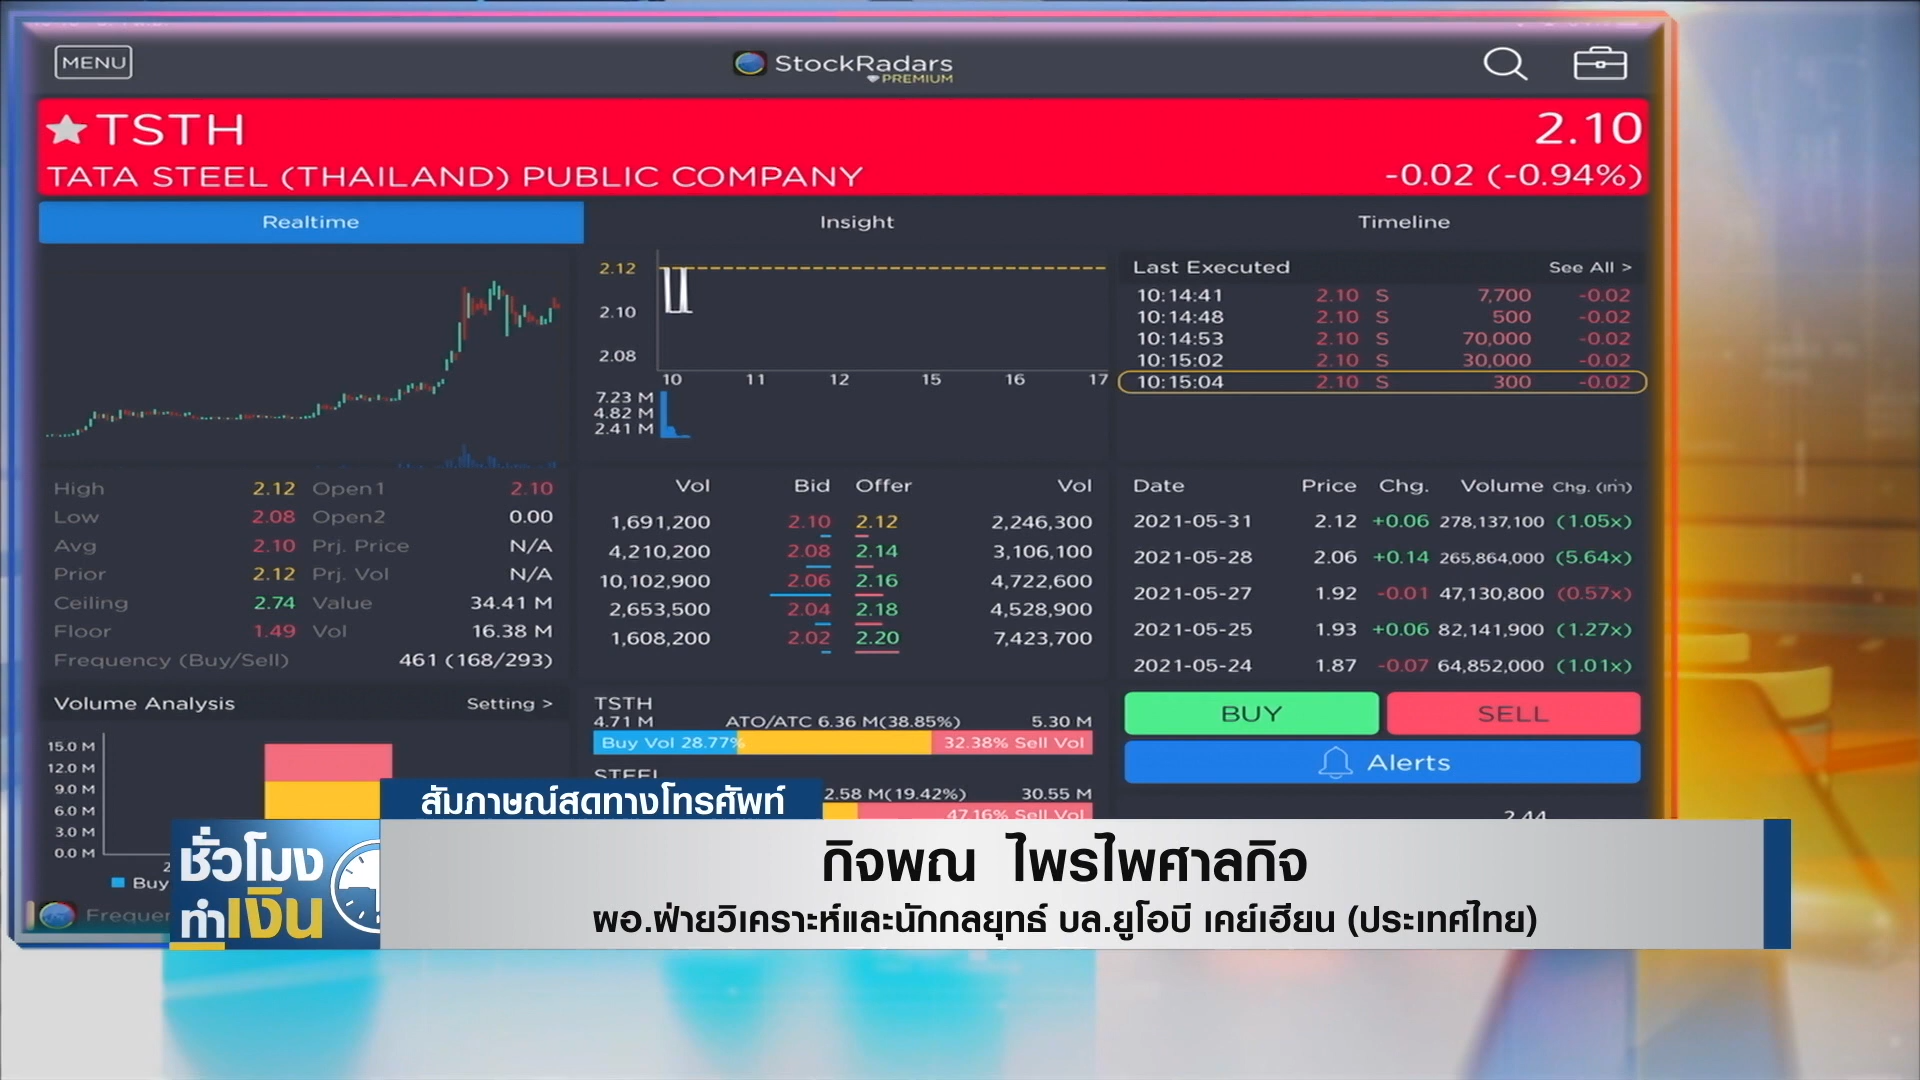 MENU
StockRadars
PREMIUM
TSTH
2.10
TATA STEEL (THAILAND) PUBLIC COMPANY
-0.02 (-0.94%)
Realtime
Insight
Timeline
2.12
2.10
2.08
10 11 12 15 16 17
7.23 M
4.82 M
2.41 M
Last Executed See All >
10:14:41 2.10 S 7,700 -0.02
10:14:48 2.10 S 500 -0.02
10:14:53 2.10 S 70,000 -0.02
10:15:02 2.10 S 30,000 -0.02
10:15:04 2.10 S 300 -0.02
High 2.12 Open1 2.10
Low 2.08 Open2 0.00
Avg 2.10 Prj. Price N/A
Prior 2.12 Prj. Vol N/A
Ceiling 2.74 Value 34.41 M
Floor 1.49 Vol 16.38 M
Frequency (Buy/Sell) 461 (168/293)
Vol Bid Offer Vol
1,691,200 2.10 2.12 2,246,300
4,210,200 2.08 2.14 3,106,100
10,102,900 2.06 2.16 4,722,600
2,653,500 2.04 2.18 4,528,900
1,608,200 2.02 2.20 7,423,700
Date Price Chg. Volume Chg. (เท่า)
2021-05-31 2.12 +0.06 278,137,100 (1.05x)
2021-05-28 2.06 +0.14 265,864,000 (5.64x)
2021-05-27 1.92 -0.01 47,130,800 (0.57x)
2021-05-25 1.93 +0.06 82,141,900 (1.27x)
2021-05-24 1.87 -0.07 64,852,000 (1.01x)
Volume Analysis Setting >
15.0 M
12.0 M
9.0 M
6.0 M
3.0 M
0.0 M
Buy
TSTH
4.71 M ATO/ATC 6.36 M(38.85%) 5.30 M
Buy Vol 28.77% 32.38% Sell Vol
STEEL
2.58 M(19.42%) 30.55 M
47.16% Sell Vol
BUY
SELL
Alerts
2.44
สัมภาษณ์สดทางโทรศัพท์
ชั่วโมง
ทำเงิน
กิจพณ ไพรไพศาลกิจ
ผอ.ฝ่ายวิเคราะห์และนักกลยุทธ์ บล.ยูโอบี เคย์เฮียน (ประเทศไทย)